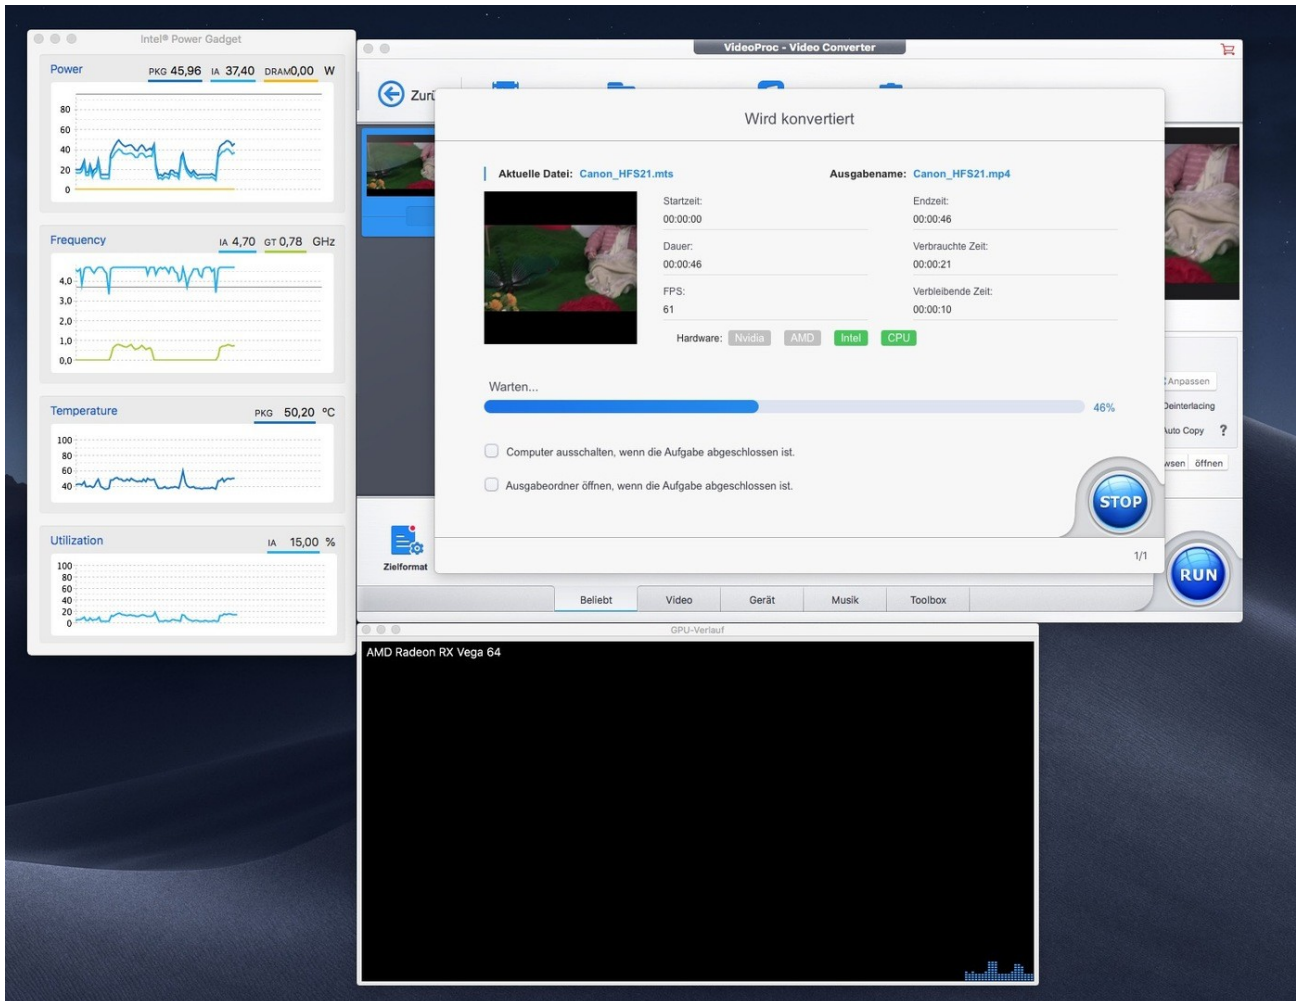 Intel® Power Gadget
Power PKG 45,96 IA 37,40 DRAM0,00 W
80
60
40
20
0
Frequency IA 4,70 GT 0,78 GHz
4,0
3,0
2,0
1,0
0,0
Temperature PKG 50,20 ºC
100
80
60
40
Utilization IA 15,00 %
100
80
60
40
20
0
VideoProc - Video Converter
Zurü
Wird konvertiert
Aktuelle Datei: Canon_HFS21.mts Ausgabename: Canon_HFS21.mp4
Startzeit: Endzeit:
00:00:00 00:00:46
Dauer: Verbrauchte Zeit:
00:00:46 00:00:21
FPS: Verbleibende Zeit:
61 00:00:10
Hardware: Nvidia AMD Intel CPU
Warten...
46%
Computer ausschalten, wenn die Aufgabe abgeschlossen ist.
Ausgabeordner öffnen, wenn die Aufgabe abgeschlossen ist.
STOP
1/1
Anpassen
Deinterlacing
Auto Copy ?
wsen öffnen
Zielformat
RUN
Beliebt Video Gerät Musik Toolbox
GPU-Verlauf
AMD Radeon RX Vega 64